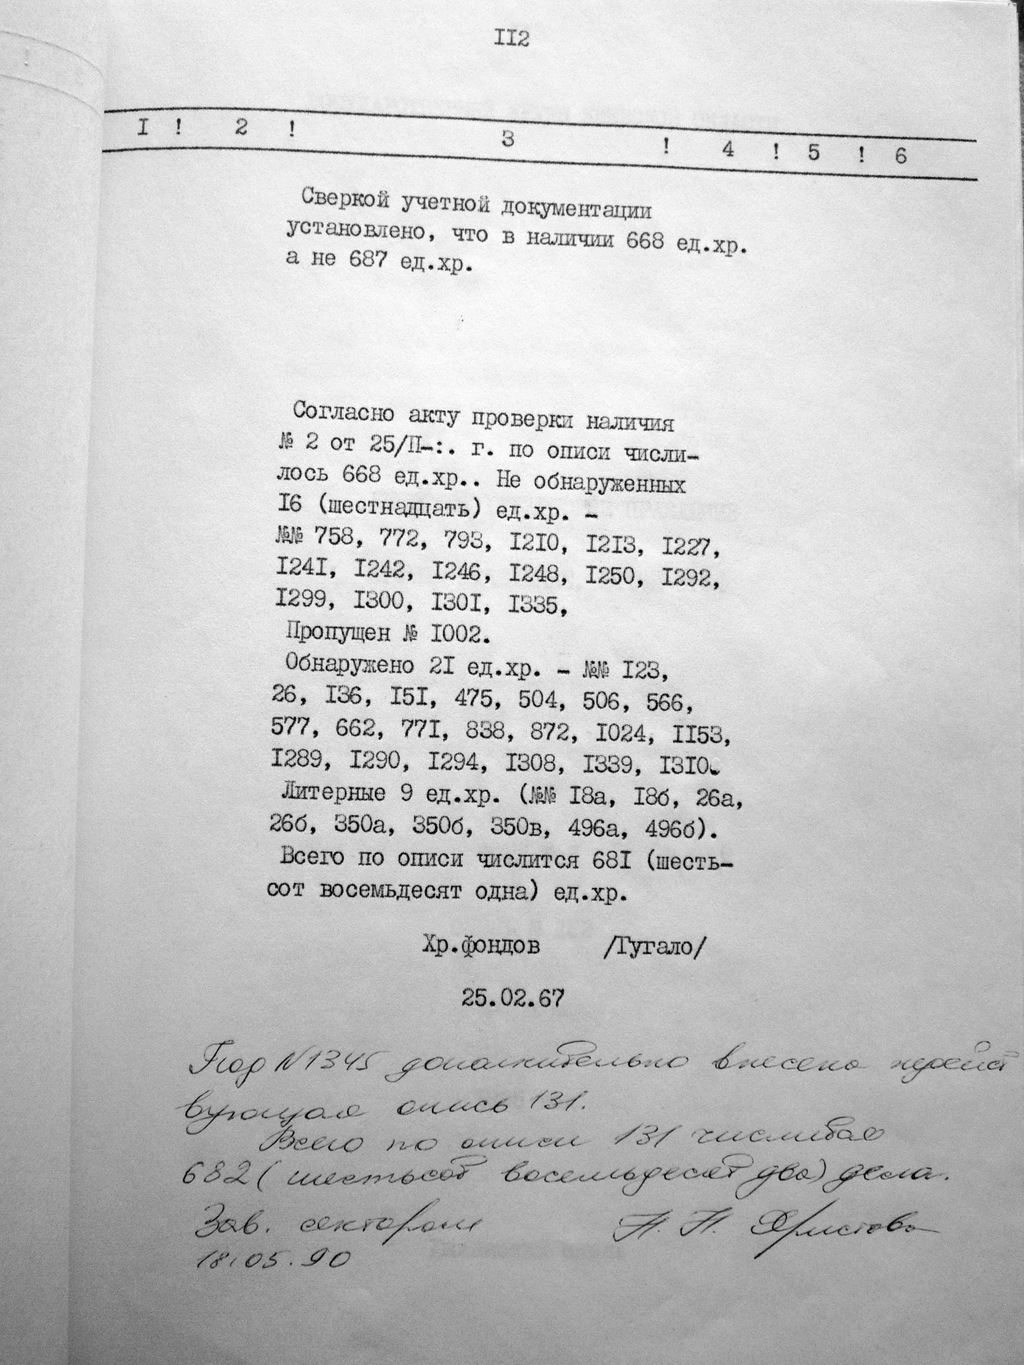 II2
I ! 2 ! 3 ! 4 ! 5 ! 6
Сверкой учетной документации
установлено, что в наличии 668 ед.хр.
а не 687 ед.хр.
Согласно акту проверки наличия
№ 2 от 25/П-:. г. по описи числи-
лось 668 ед.хр.. Не обнаруженных
I6 (шестнадцать) ед.хр. -
№№ 758, 772, 793, I2I0, I2I3, I227,
I24I, I242, I246, I248, I250, I292,
I299, I300, I30I, I335,
Пропущен № I002.
Обнаружено 2I ед.хр. - №№ I23,
26, I36, I5I, 475, 504, 506, 566,
577, 662, 77I, 838, 872, I024, II53,
I289, I290, I294, I308, I339, I3I0.
Литерные 9 ед.хр. (№№ I8а, I8б, 26а,
26б, 350а, 350б, 350в, 496а, 496б).
Всего по описи числится 68I (шесть-
сот восемьдесят одна) ед.хр.
Хр.фондов /Тугало/
25.02.67
Под N 1345 дополнительно внесена
опись 131.
Всего по описи 131 числится
682 (шестьсот восемьдесят два) дела.
Зав. сектором Н. Н. Христова
18.05.90